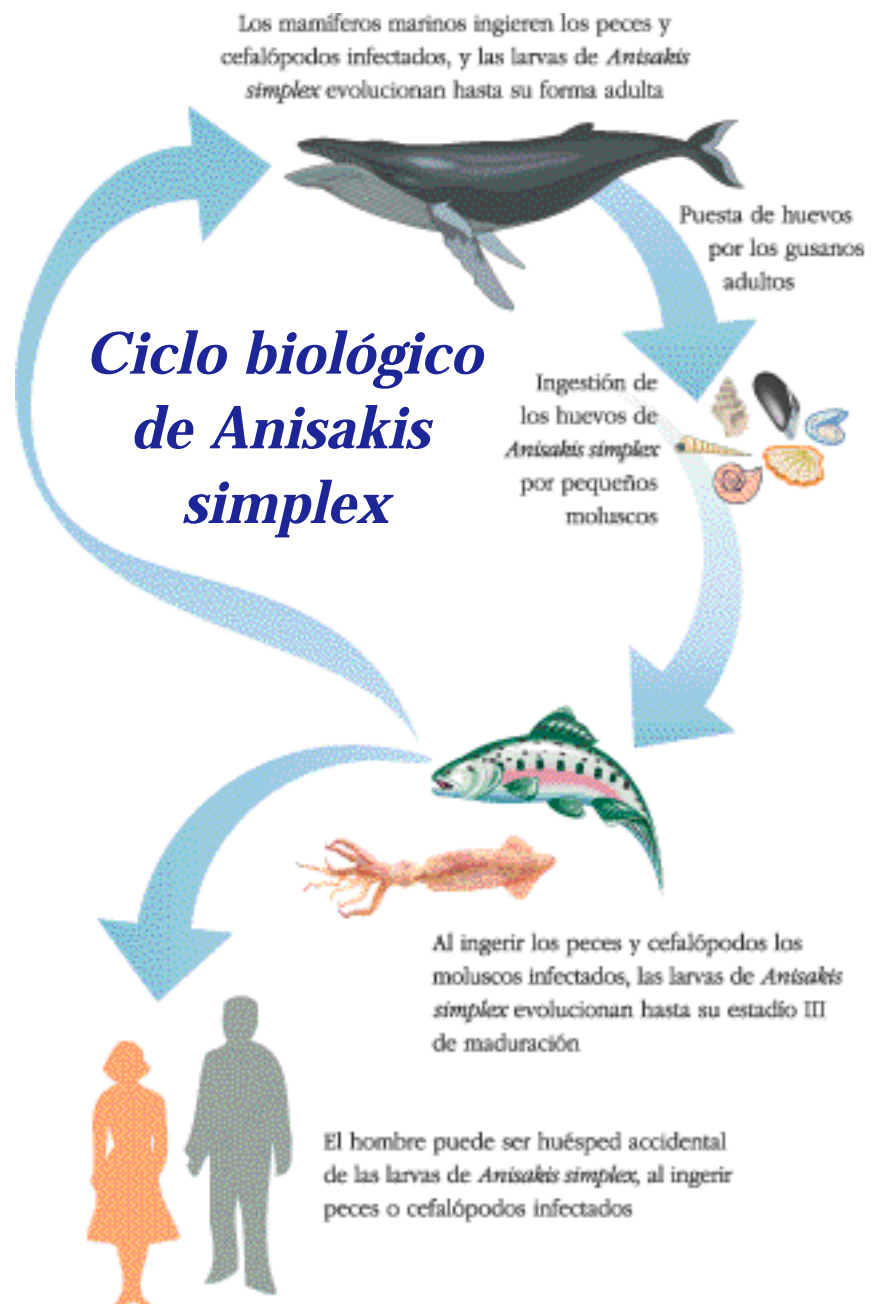 Los mamíferos marinos ingieren los peces y
cefalópodos infectados, y las larvas de Anisakis
simplex evolucionan hasta su forma adulta
Puesta de huevos
por los gusanos
adultos
Ciclo biológico
de Anisakis
simplex
Ingestión de
los huevos de
Anisakis simplex
por pequeños
moluscos
Al ingerir los peces y cefalópodos los
moluscos infectados, las larvas de Anisakis
simplex evolucionan hasta su estadío III
de maduración
El hombre puede ser huésped accidental
de las larvas de Anisakis simplex, al ingerir
peces o cefalópodos infectados